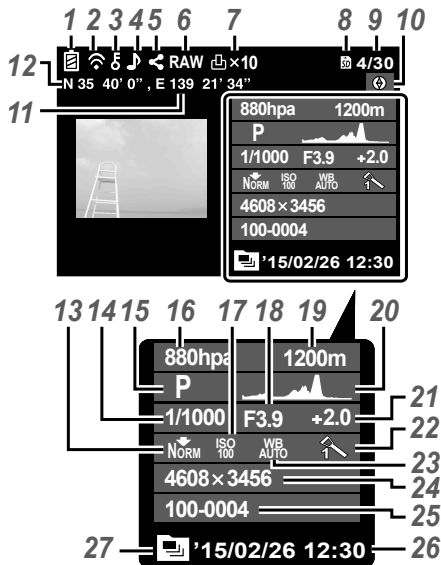 1 2 3 4 5 6 7 8 9
RAW ×10 SD 4/30 10
12 N 35 40' 0", E 139 21' 34"
11
880hpa 1200m
P
1/1000 F3.9 +2.0
NORM ISO 100 WB AUTO 1
4608×3456
100-0004
'15/02/26 12:30
13 14 15 16 17 18 19 20
880hpa 1200m
P
1/1000 F3.9 +2.0 21
NORM ISO 100 WB AUTO 1 22
23
4608×3456 24
100-0004 25
27 '15/02/26 12:30 26